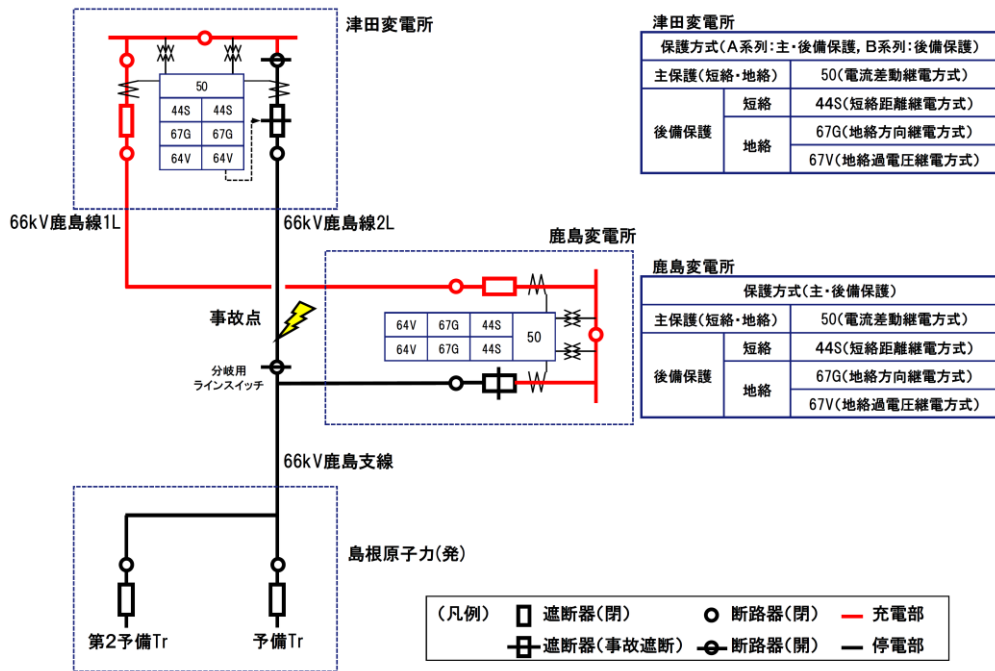 津田変電所
50
44S 44S
67G 67G
64V 64V
66kV鹿島線1L
66kV鹿島線2L
津田変電所
保護方式(A系列:主・後備保護, B系列:後備保護)
主保護(短絡・地絡) 50(電流差動継電方式)
後備保護 短絡 44S(短絡距離継電方式)
地絡 67G(地絡方向継電方式)
67V(地絡過電圧継電方式)
鹿島変電所
64V 67G 44S 50
64V 67G 44S
事故点
分岐用
ラインスイッチ
鹿島変電所
保護方式(主・後備保護)
主保護(短絡・地絡) 50(電流差動継電方式)
後備保護 短絡 44S(短絡距離継電方式)
地絡 67G(地絡方向継電方式)
67V(地絡過電圧継電方式)
66kV鹿島支線
島根原子力(発)
第2予備Tr
予備Tr
(凡例) 遮断器(閉) 断路器(閉) 充電部
遮断器(事故遮断) 断路器(開) 停電部